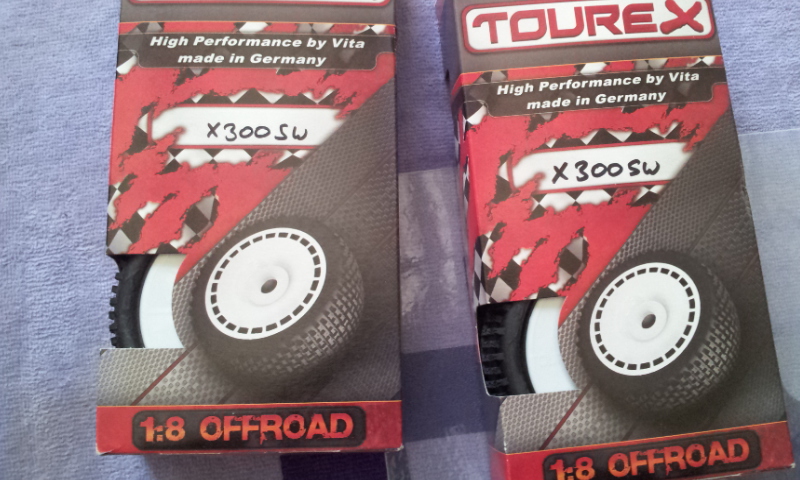 High Performance by Vita
made in Germany
X300SW
1:8 OFFROAD
TOUREX
High Performance by Vita
made in Germany
X300SW
1:8 OFFROAD